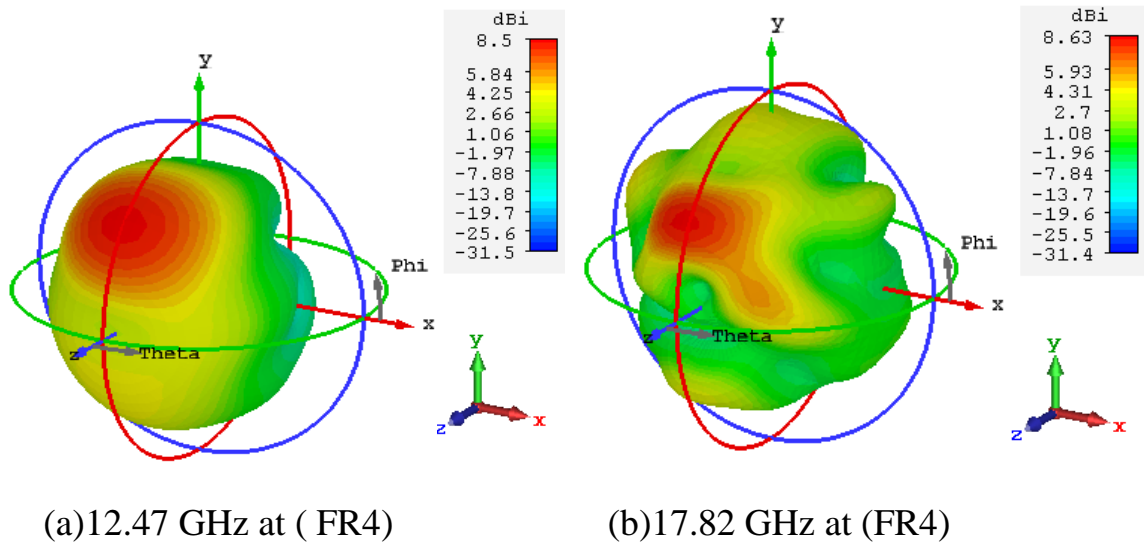 dBi
8.5
5.84
4.25
2.66
1.06
-1.97
-7.88
-13.8
-19.7
-25.6
-31.5
y
Phi
x
z
Theta
y
x
z
dBi
8.63
5.93
4.31
2.7
1.08
-1.96
-7.84
-13.7
-19.6
-25.5
-31.4
y
Phi
x
z
Theta
y
x
z
(a)12.47 GHz at ( FR4)
(b)17.82 GHz at (FR4)